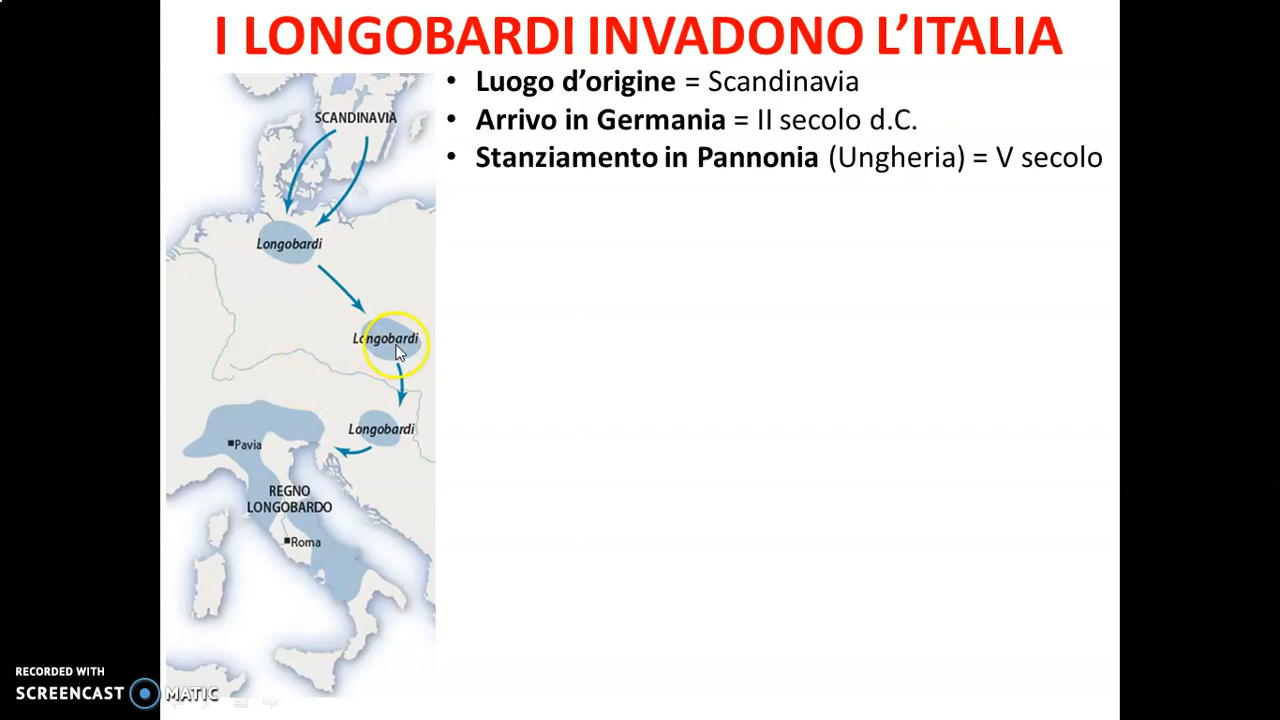 I LONGOBARDI INVADONO L'ITALIA
• Luogo d'origine = Scandinavia
• Arrivo in Germania = II secolo d.C.
• Stanziamento in Pannonia (Ungheria) = V secolo
SCANDINAVIA
Longobardi
Longobardi
Longobardi
Pavia
REGNO
LONGOBARDO
Roma
RECORDED WITH
SCREENCAST MATIC